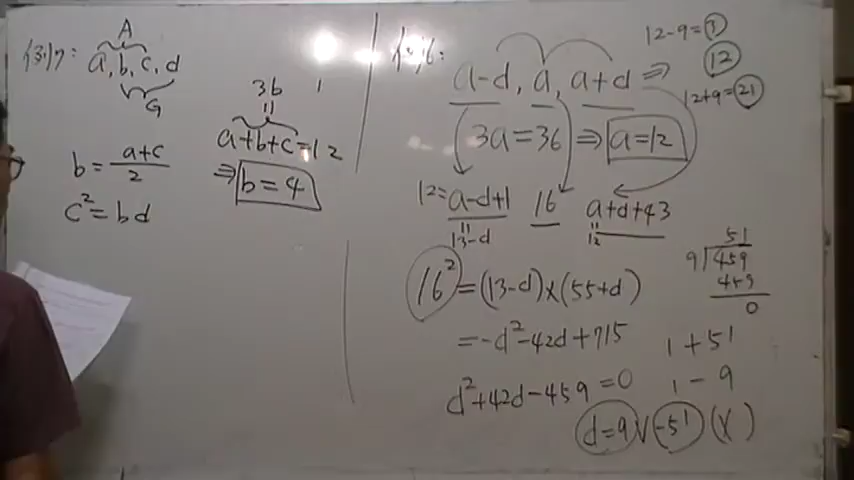 例7:
A
a, b, c, d
G
3b
=
a+b+c=12
b = a+c/2
⇒ b = 4
c² = bd
例6:
a-d, a, a+d ⇒
12-9=3
12
12+9=21
3a=36 ⇒ a=12
12=a-d+1 16 a+d+43
= 13-d
= 12
16² = (13-d)×(55+d)
= -d²-42d+715
d²+42d-459=0
1 + 51
1 - 9
d=9 ∨ -51 (×)
51
9 459
459
0